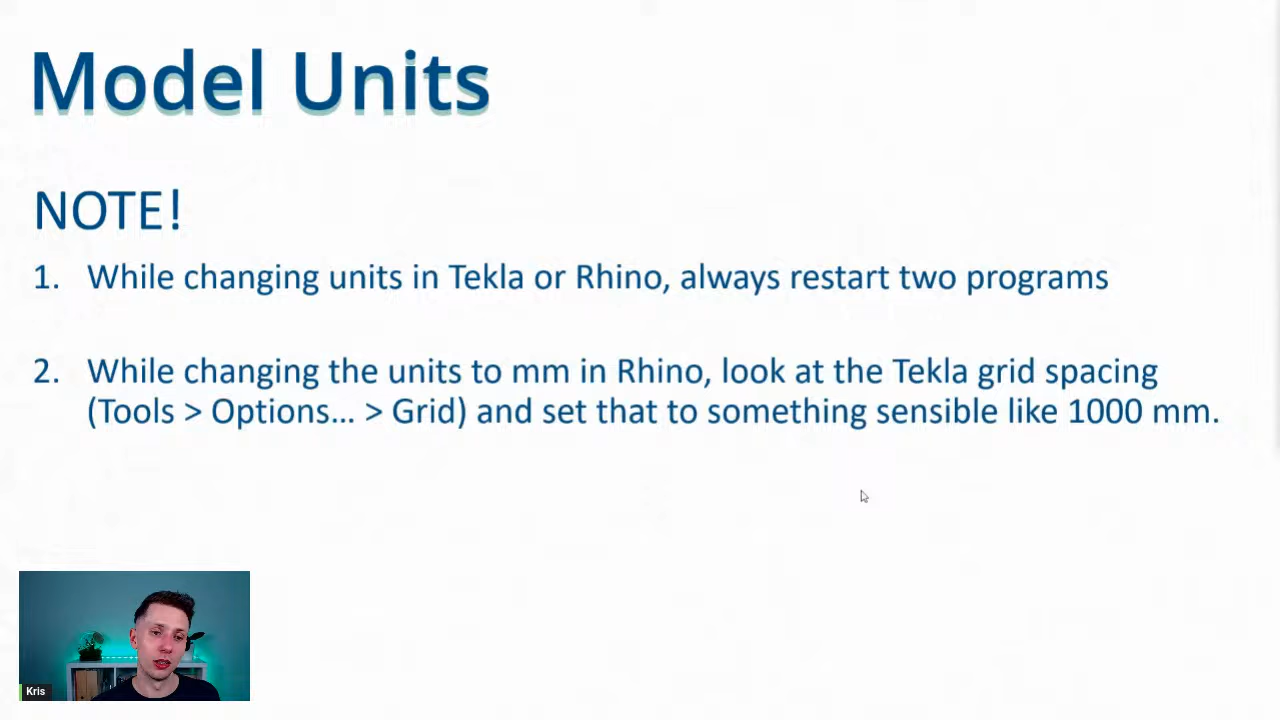 Model Units
NOTE!
1. While changing units in Tekla or Rhino, always restart two programs
2. While changing the units to mm in Rhino, look at the Tekla grid spacing
(Tools > Options... > Grid) and set that to something sensible like 1000 mm.
Kris